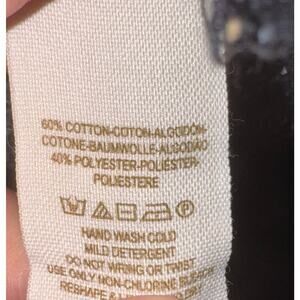 60% COTTON-COTON-ALGODÓN-
COTONE-BAUMWOLLE-ALGODÃO
40% POLYESTER-POLIÉSTER-
POLIESTERE
HAND WASH COLD
MILD DETERGENT
DO NOT WRING OR TWIST
USE ONLY NON-CHLORINE
RESHAPE &